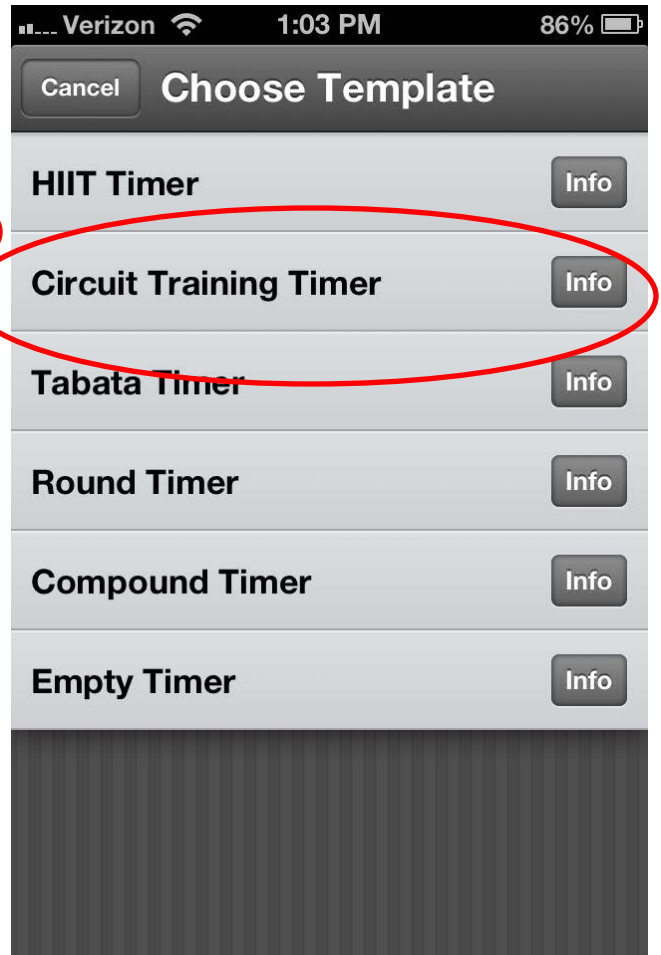 Verizon 1:03 PM 86%
Cancel Choose Template
HIIT Timer Info
Circuit Training Timer Info
Tabata Timer Info
Round Timer Info
Compound Timer Info
Empty Timer Info